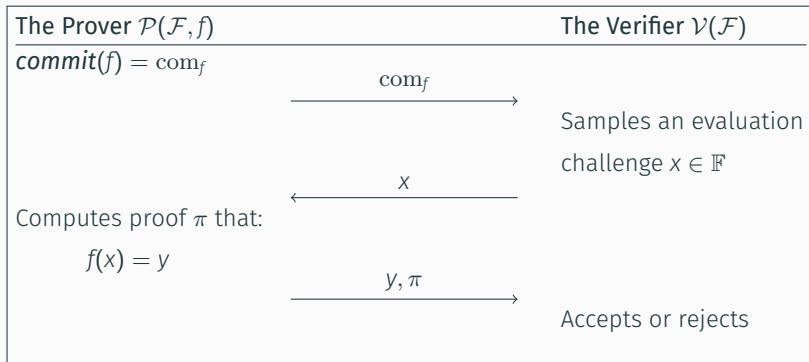 The Prover 𝒫(ℱ, f) The Verifier 𝒱(ℱ)
commit(f) = com_f
com_f
Samples an evaluation
challenge x ∈ 𝔽
x
Computes proof π that:
f(x) = y
y, π
Accepts or rejects